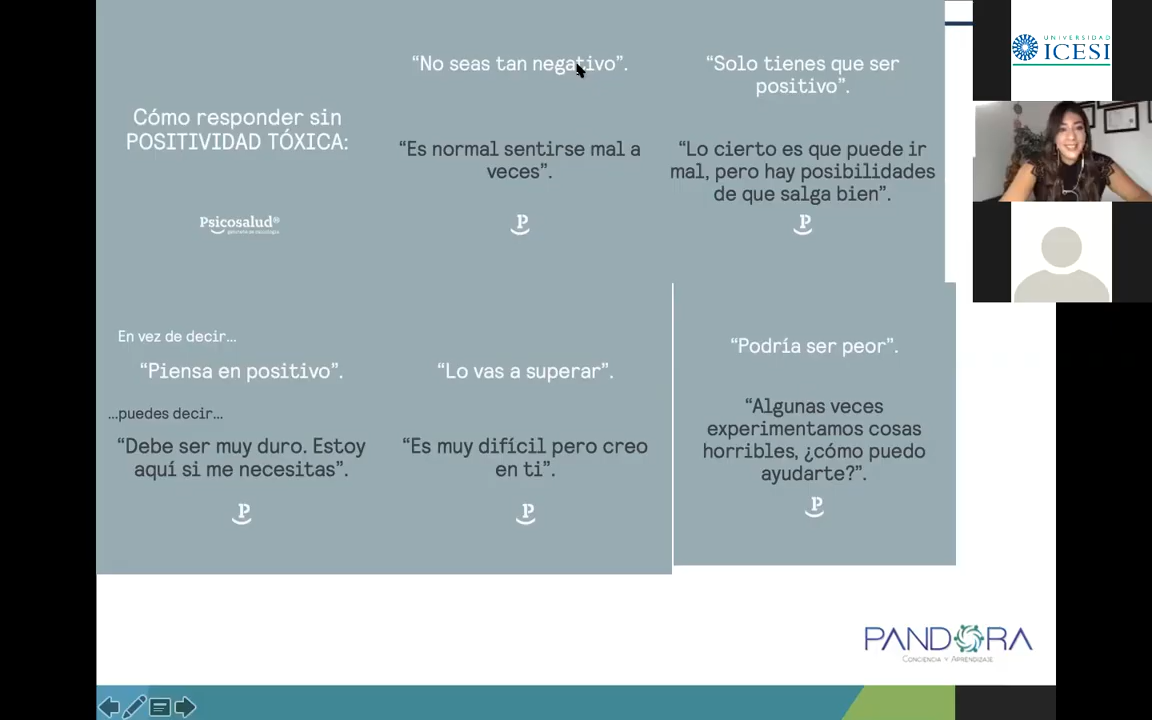 Cómo responder sin
POSITIVIDAD TÓXICA:
Psicosalud®
“No seas tan negativo”.
“Es normal sentirse mal a
veces”.
P
“Solo tienes que ser
positivo”.
“Lo cierto es que puede ir
mal, pero hay posibilidades
de que salga bien”.
P
En vez de decir...
“Piensa en positivo”.
...puedes decir...
“Debe ser muy duro. Estoy
aquí si me necesitas”.
P
“Lo vas a superar”.
“Es muy difícil pero creo
en ti”.
P
“Podría ser peor”.
“Algunas veces
experimentamos cosas
horribles, ¿cómo puedo
ayudarte?”.
P
UNIVERSIDAD
ICESI
PANDORA
CONCIENCIA Y APRENDIZAJE